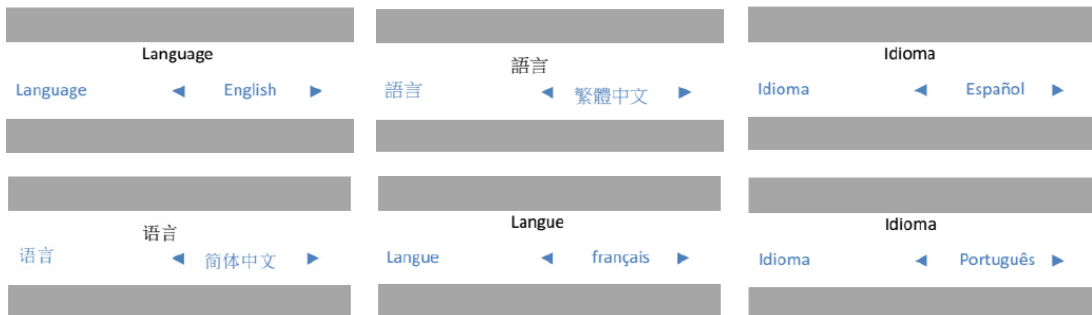 Language
Language ◄ English ►
語言
語言 ◄ 繁體中文 ►
Idioma
Idioma ◄ Español ►
语言
语言 ◄ 简体中文 ►
Langue
Langue ◄ français ►
Idioma
Idioma ◄ Português ►